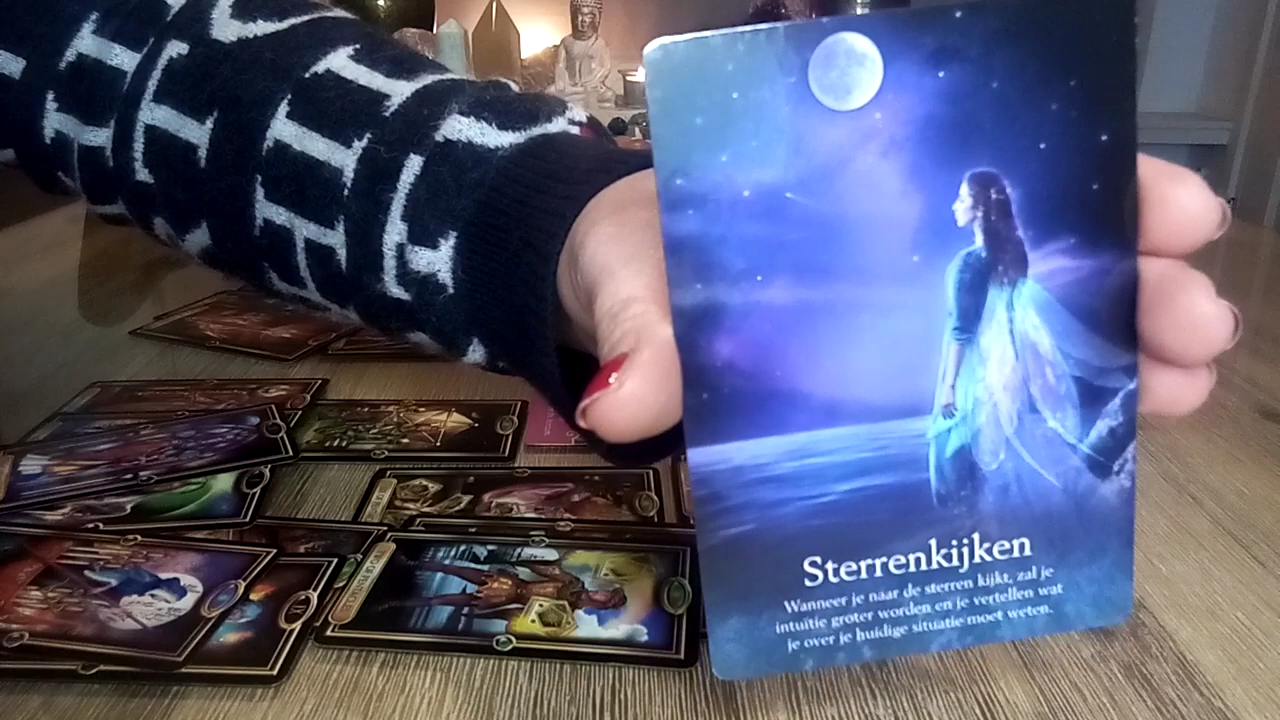 Sterrenkijken
Wanneer je naar de sterren kijkt, zal je
intuïtie groter worden en je vertellen wat
je over je huidige situatie moet weten.